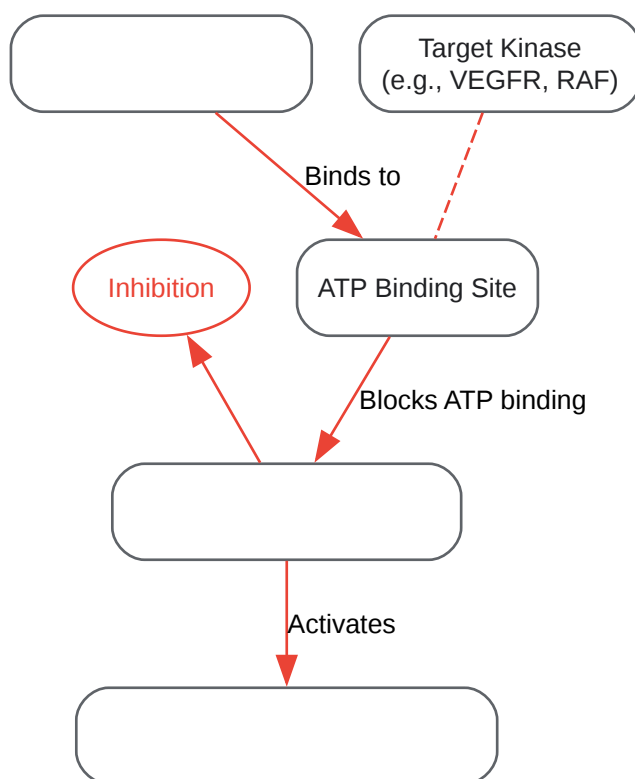 Target Kinase
(e.g., VEGFR, RAF)
Binds to
Inhibition
ATP Binding Site
Blocks ATP binding
Activates